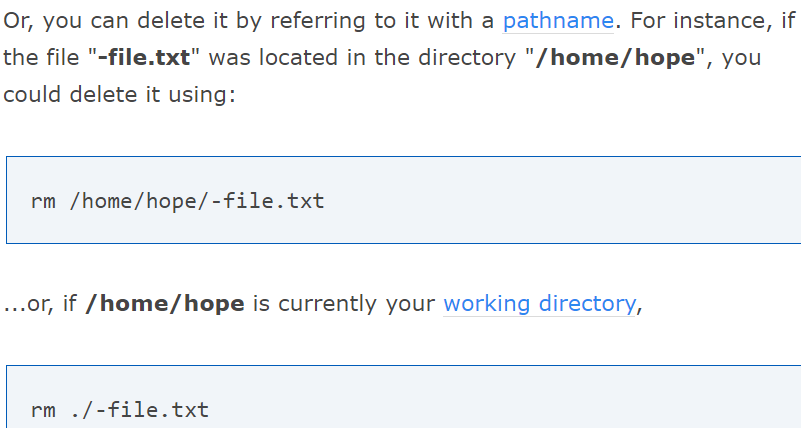 Or, you can delete it by referring to it with a pathname. For instance, if
the file "-file.txt" was located in the directory "/home/hope", you
could delete it using:
rm /home/hope/-file.txt
...or, if /home/hope is currently your working directory,
rm ./-file.txt